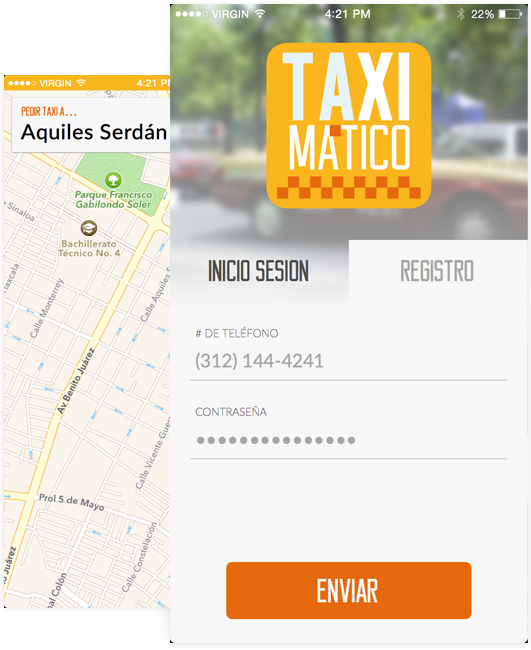 VIRGIN
4:21 PM
PEDIR TAXI A...
Aquiles Serdán
Parque Francisco
Gabilondo Soler
Sinaloa
Bachillerato
Técnico No. 4
Calle Monterrey
Calle Aquiles S
Av Benito Juárez
Calle Vicente Gue
Prol 5 de Mayo
Calle Constelación
Juárez
Colón
VIRGIN
4:21 PM
22%
TAXI
MÁTICO
INICIO SESION
REGISTRO
# DE TELÉFONO
(312) 144-4241
CONTRASEÑA
ENVIAR